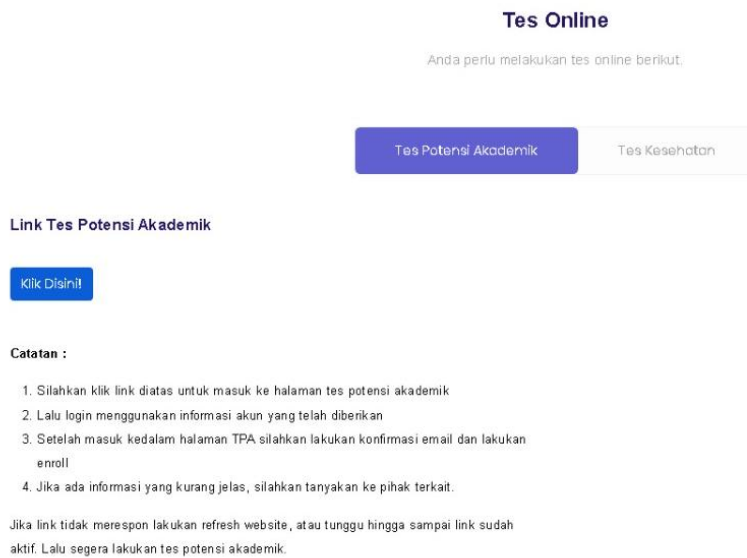 Tes Online
Anda perlu melakukan tes online berikut.
Tes Potensi Akademik
Tes Kesehatan
Link Tes Potensi Akademik
Klik Disini!
Catatan :
1. Silahkan klik link diatas untuk masuk ke halaman tes potensi akademik
2. Lalu login menggunakan informasi akun yang telah diberikan
3. Setelah masuk kedalam halaman TPA silahkan lakukan konfirmasi email dan lakukan
enroll
4. Jika ada informasi yang kurang jelas, silahkan tanyakan ke pihak terkait.
Jika link tidak merespon lakukan refresh website, atau tunggu hingga sampai link sudah
aktif. Lalu segera lakukan tes potensi akademik.